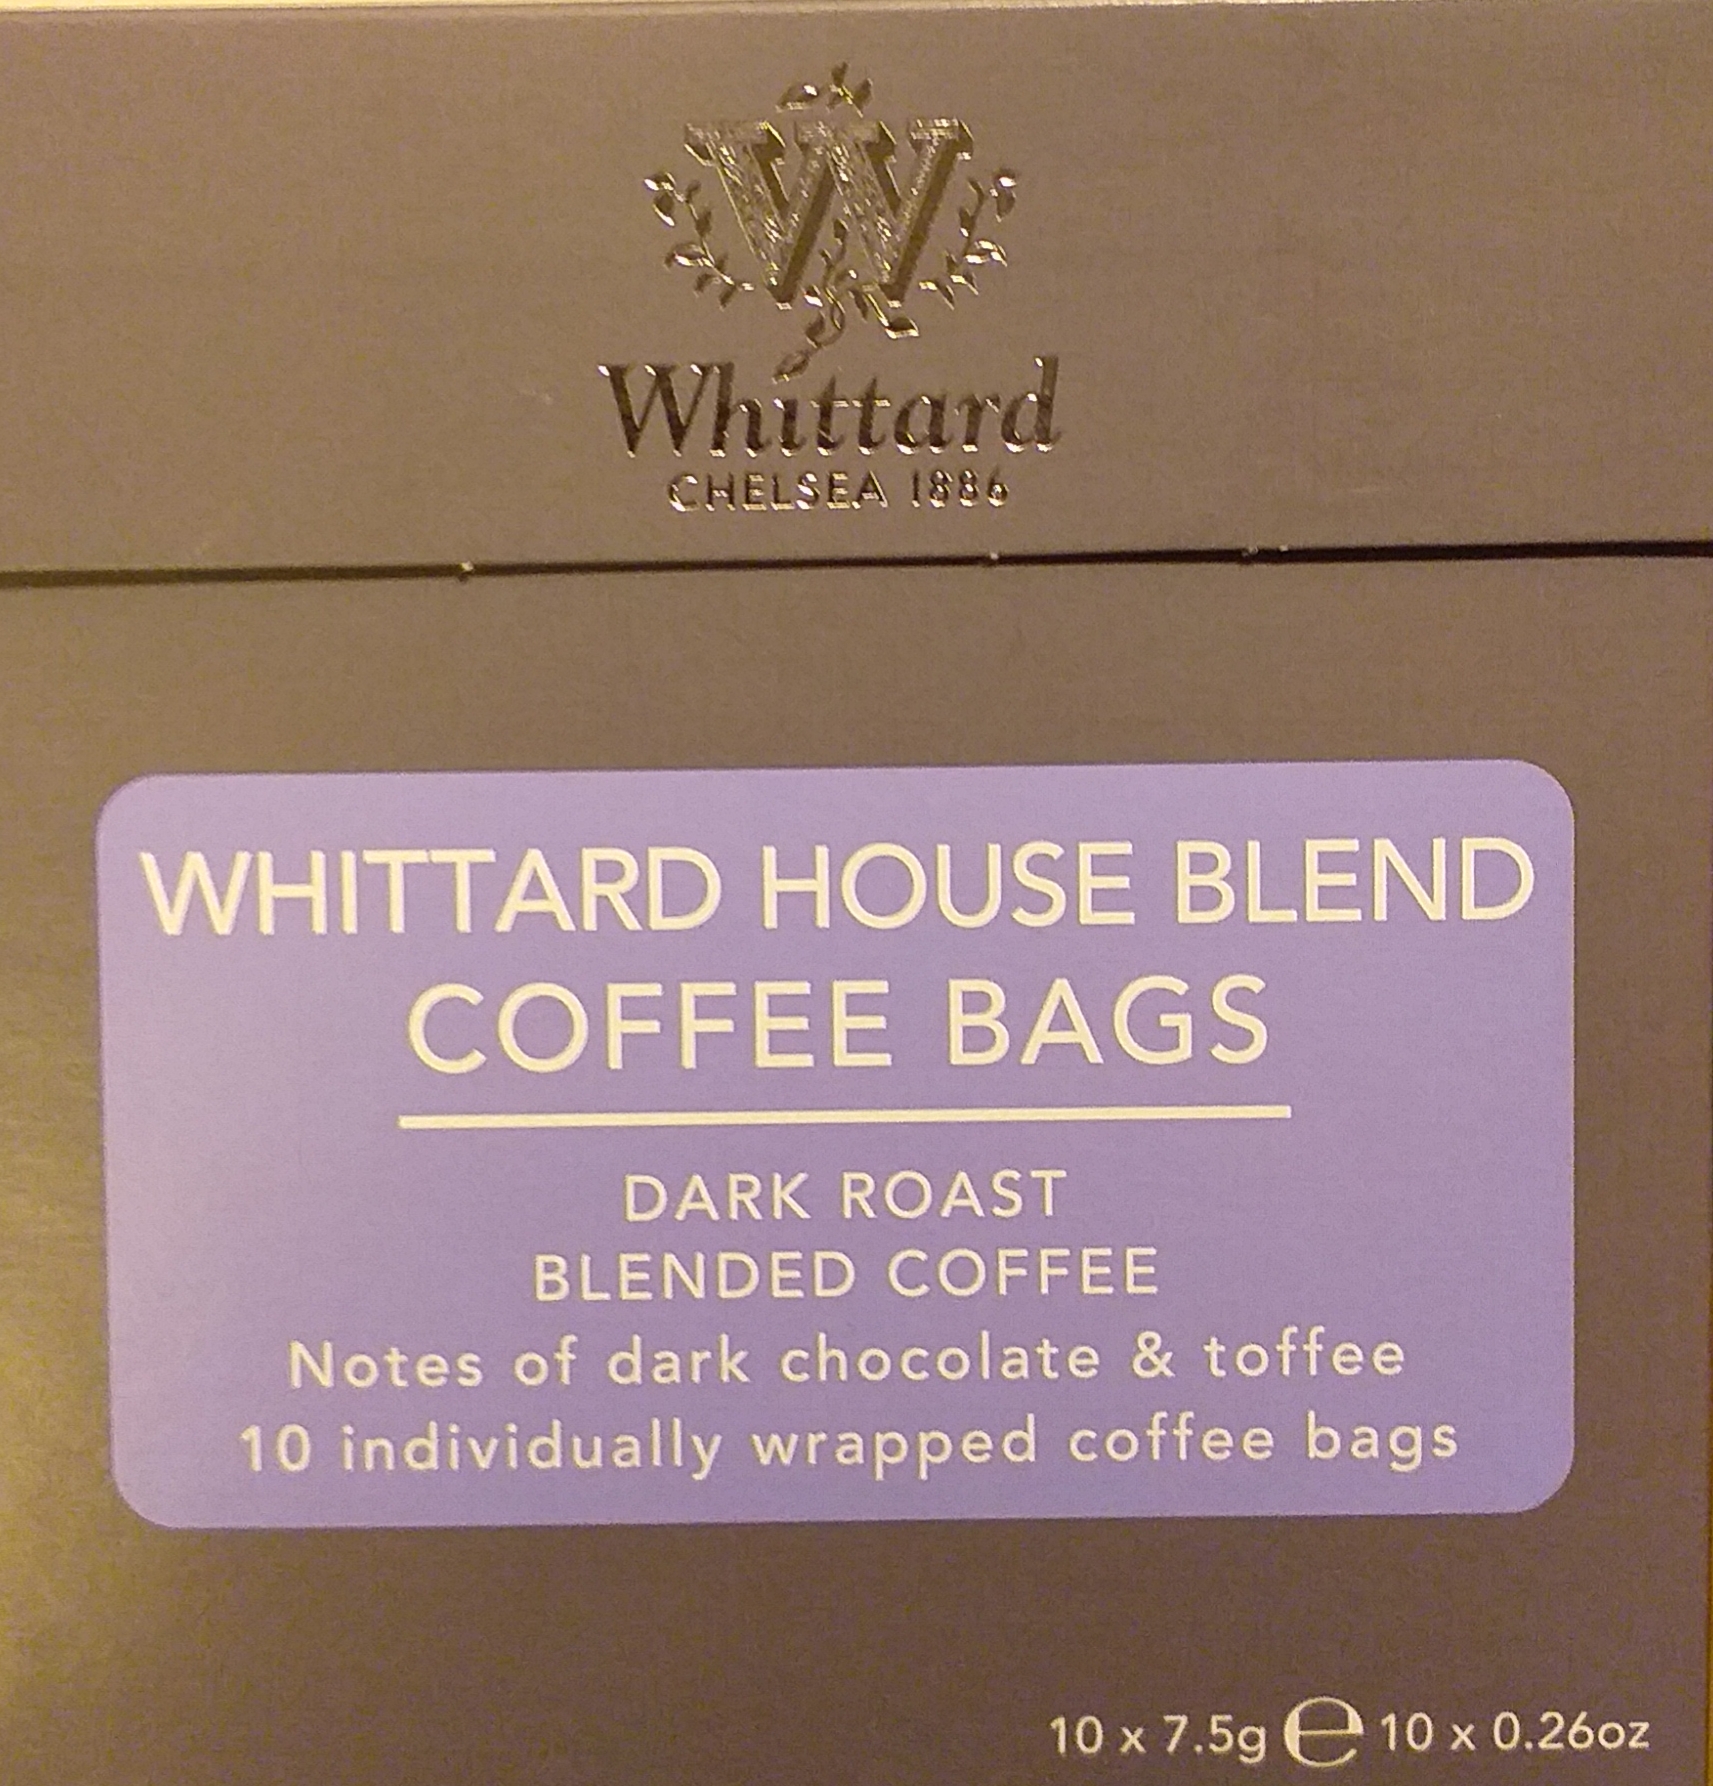 W
Whittard
CHELSEA 1886
WHITTARD HOUSE BLEND
COFFEE BAGS
DARK ROAST
BLENDED COFFEE
Notes of dark chocolate & toffee
10 individually wrapped coffee bags
10 x 7.5g ℮ 10 x 0.26oz